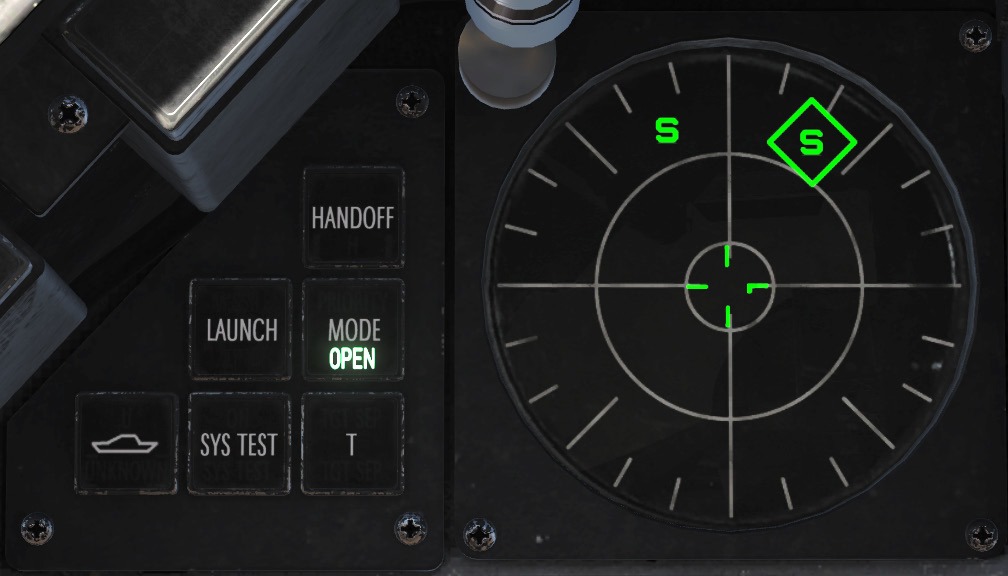 HANDOFF
LAUNCH
MODE
OPEN
SYS TEST
T
S
S